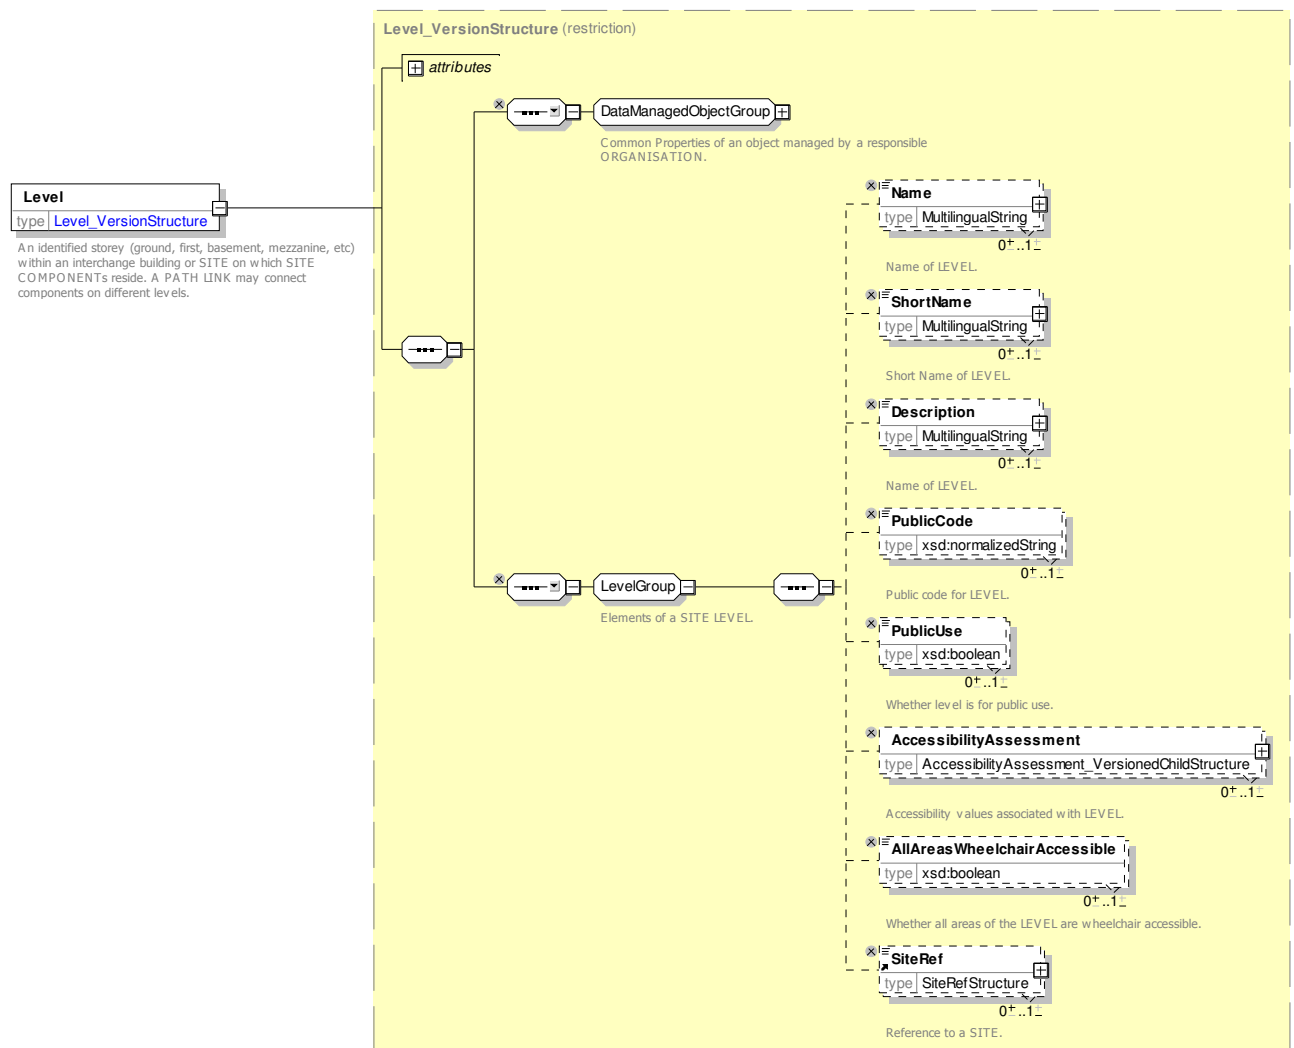 Level_VersionStructure (restriction)
attributes
DataManagedObjectGroup
Common Properties of an object managed by a responsible
ORGANISATION.
Level
type Level_VersionStructure
An identified storey (ground, first, basement, mezzanine, etc)
within an interchange building or SITE on which SITE
COMPONENTs reside. A PATH LINK may connect
components on different levels.
Name
type MultilingualString
0..1
Name of LEVEL.
ShortName
type MultilingualString
0..1
Short Name of LEVEL.
Description
type MultilingualString
0..1
Name of LEVEL.
PublicCode
type xsd:normalizedString
0..1
Public code for LEVEL.
LevelGroup
Elements of a SITE LEVEL.
PublicUse
type xsd:boolean
0..1
Whether level is for public use.
AccessibilityAssessment
type AccessibilityAssessment_VersionedChildStructure
0..1
Accessibility values associated with LEVEL.
AllAreasWheelchairAccessible
type xsd:boolean
0..1
Whether all areas of the LEVEL are wheelchair accessible.
SiteRef
type SiteRefStructure
0..1
Reference to a SITE.